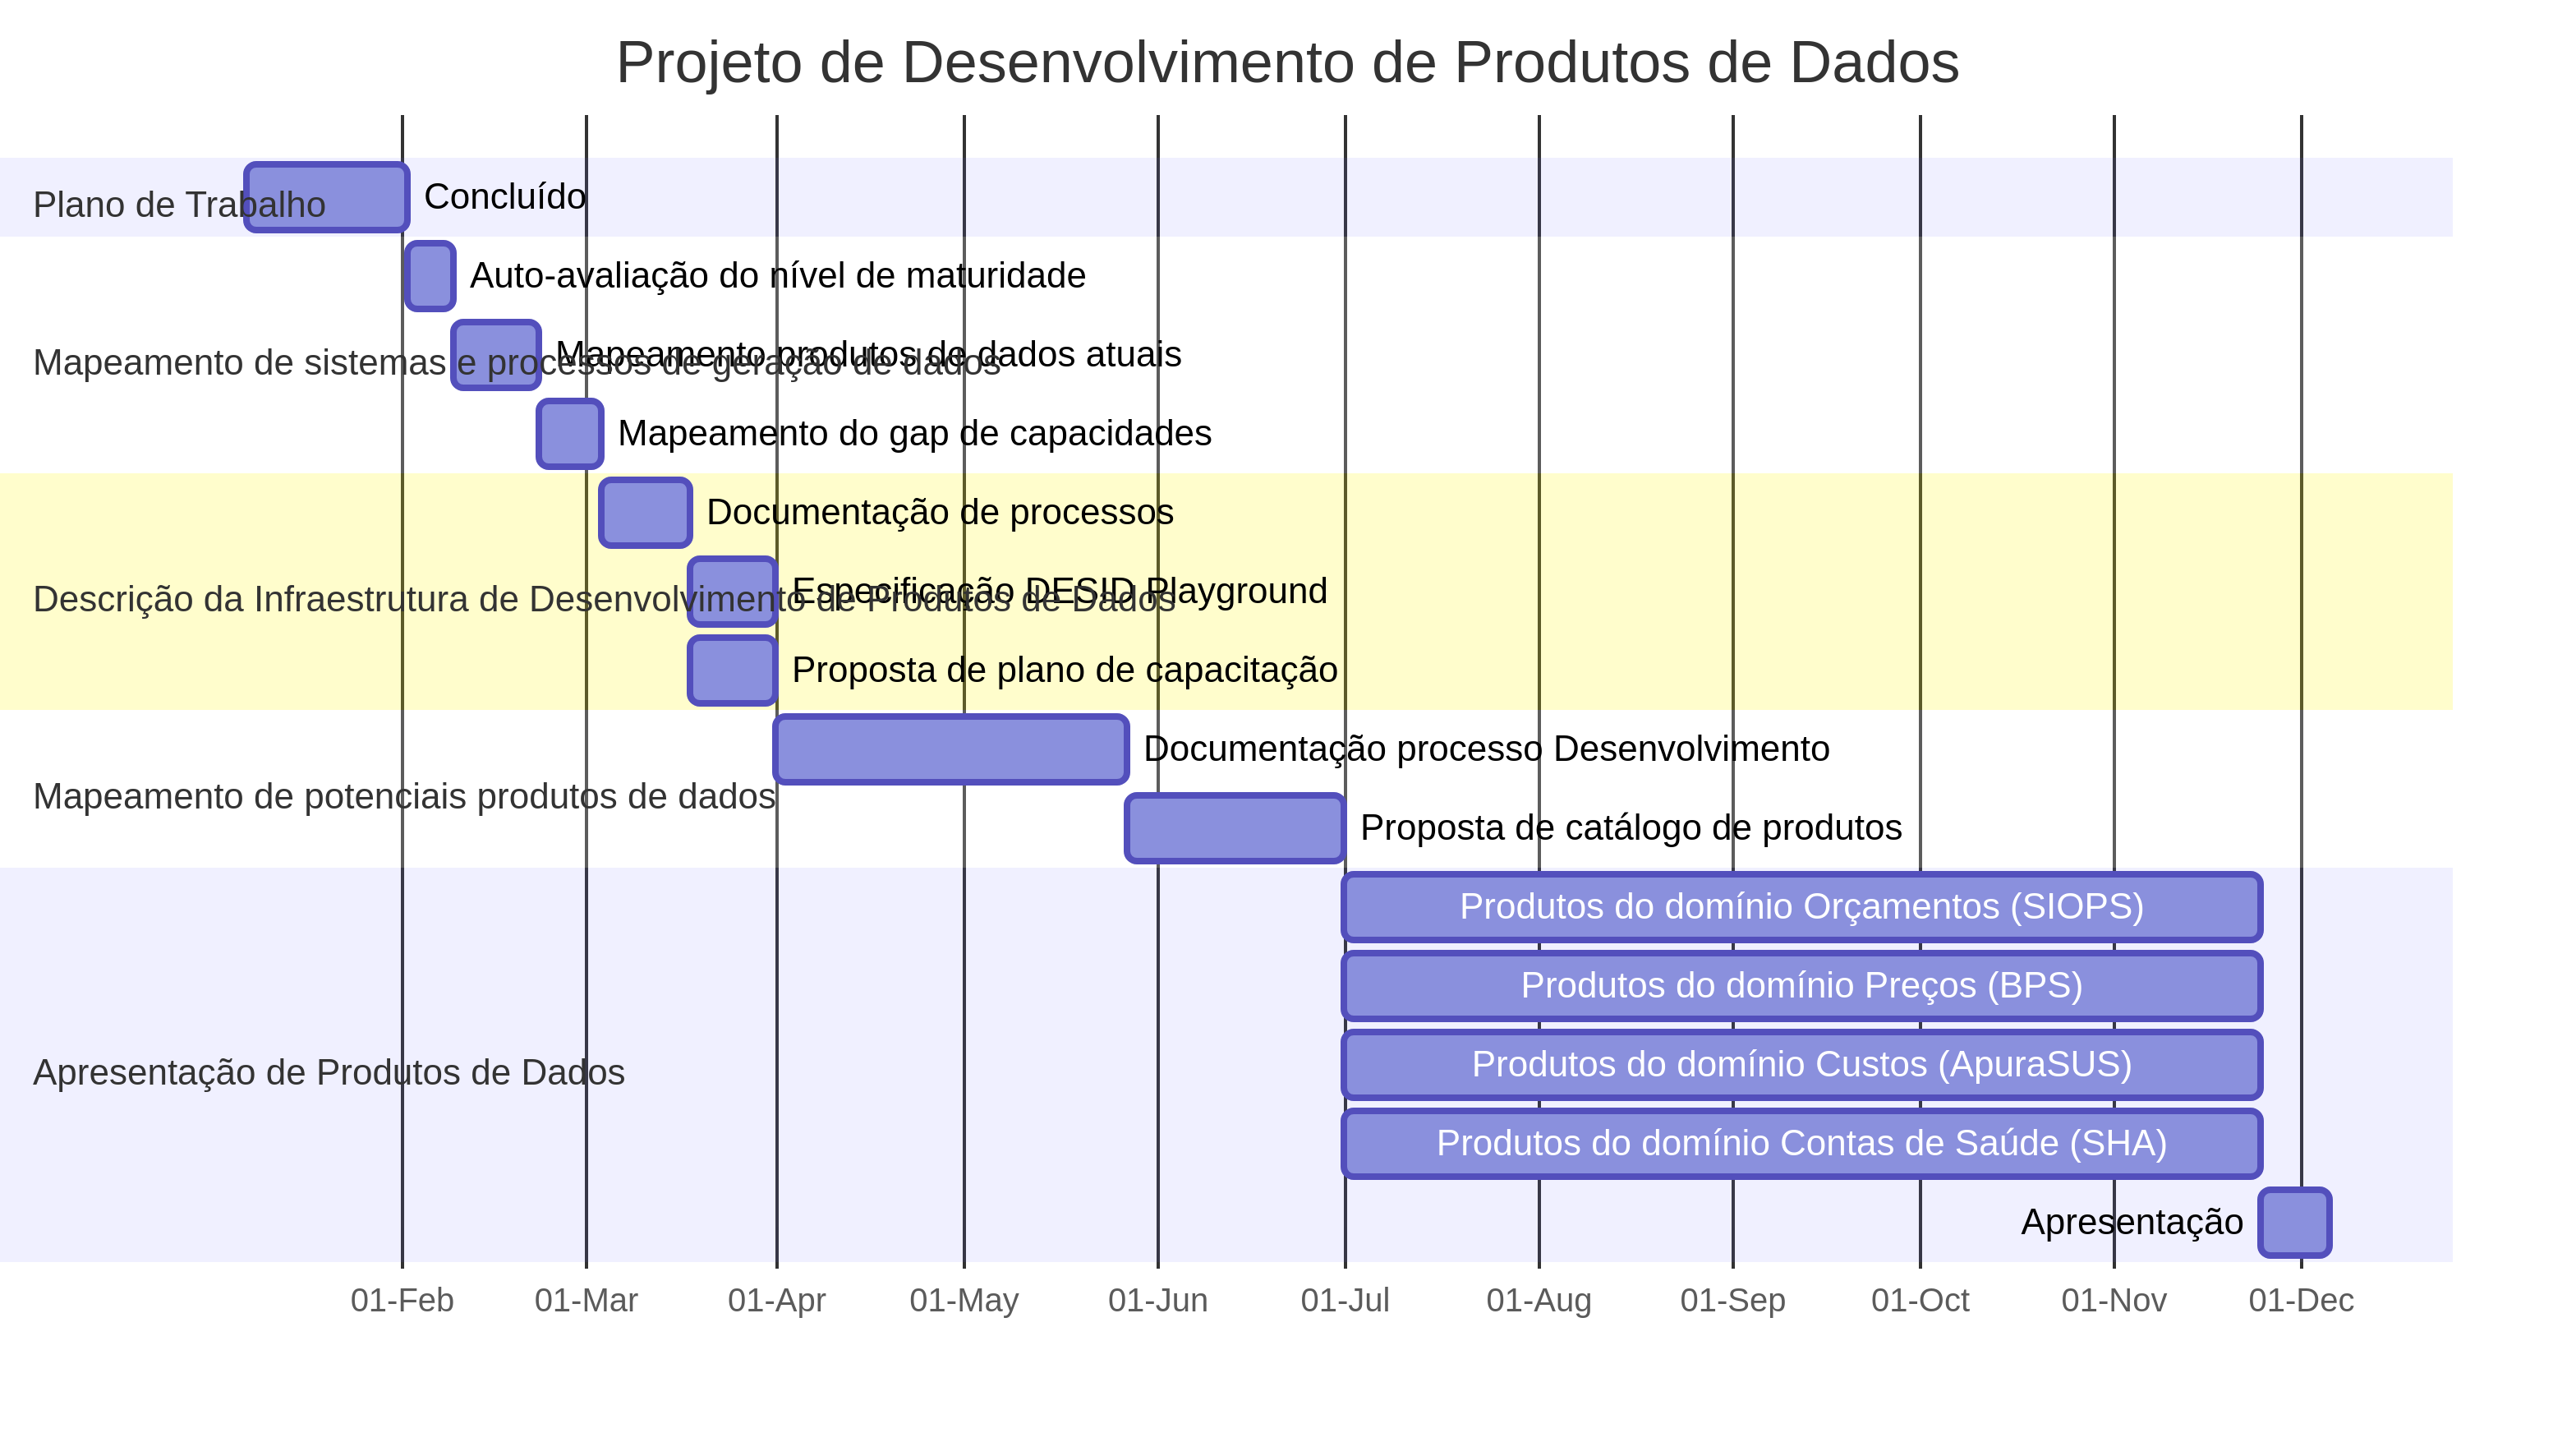 Projeto de Desenvolvimento de Produtos de Dados
Plano de Trabalho
Concluído
Auto-avaliação do nível de maturidade
Mapeamento de sistemas e processos de geração de dados
Mapeamento produtos de dados atuais
Mapeamento do gap de capacidades
Documentação de processos
Descrição da Infraestrutura de Desenvolvimento de Produtos de Dados
Especificação DESID Playground
Proposta de plano de capacitação
Documentação processo Desenvolvimento
Mapeamento de potenciais produtos de dados
Proposta de catálogo de produtos
Produtos do domínio Orçamentos (SIOPS)
Produtos do domínio Preços (BPS)
Apresentação de Produtos de Dados
Produtos do domínio Custos (ApuraSUS)
Produtos do domínio Contas de Saúde (SHA)
Apresentação
01-Feb 01-Mar 01-Apr 01-May 01-Jun 01-Jul 01-Aug 01-Sep 01-Oct 01-Nov 01-Dec